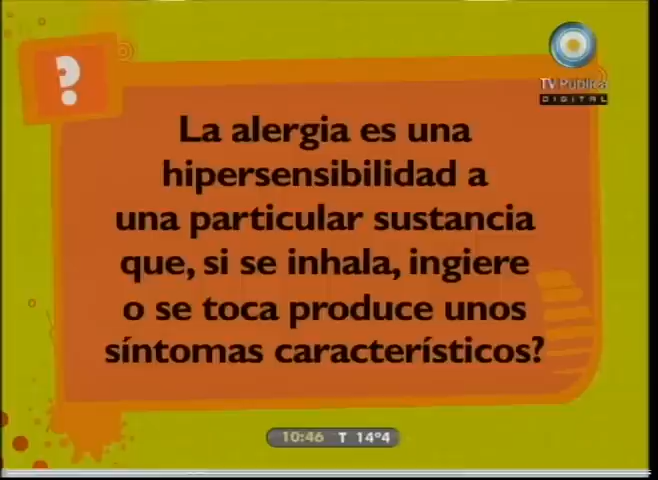 ?
TV Pública
DIGITAL
La alergia es una
hipersensibilidad a
una particular sustancia
que, si se inhala, ingiere
o se toca produce unos
síntomas característicos?
10:46 T 14º4